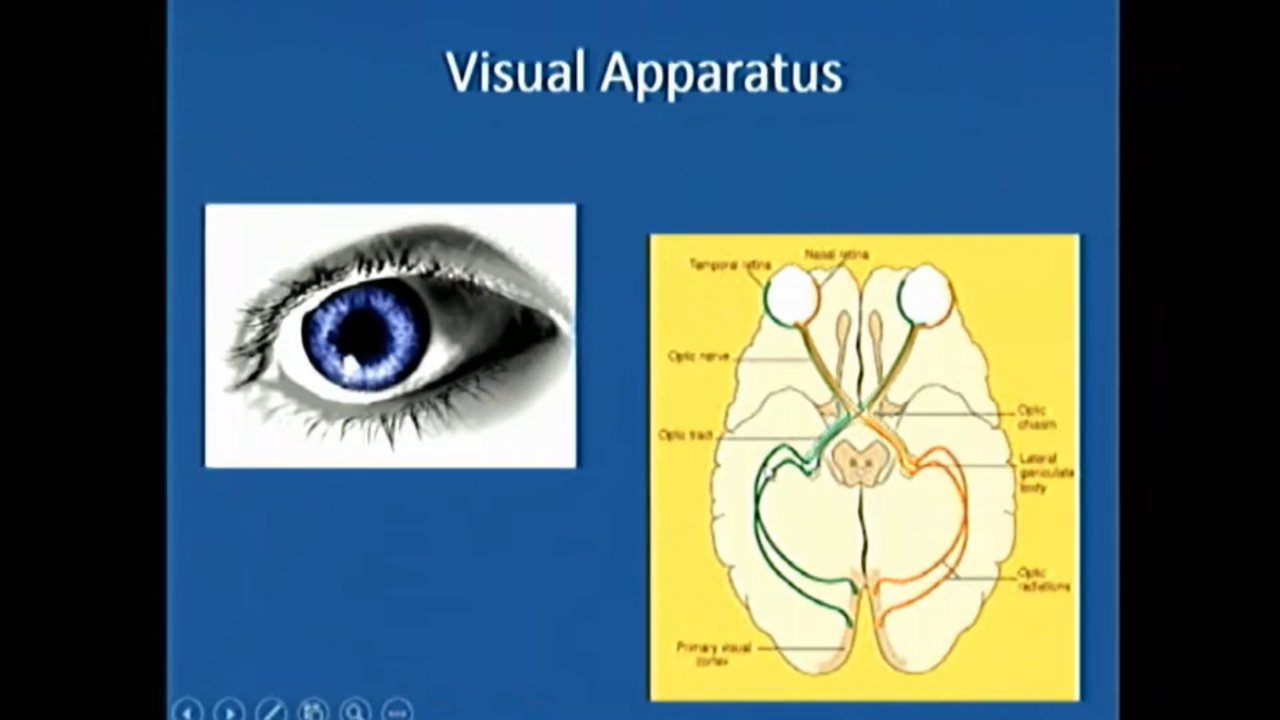 Visual Apparatus
Temporal retina
Nasal retina
Optic nerve
Optic tract
Optic
chiasm
Lateral
geniculate
body
Optic
radiations
Primary visual
cortex